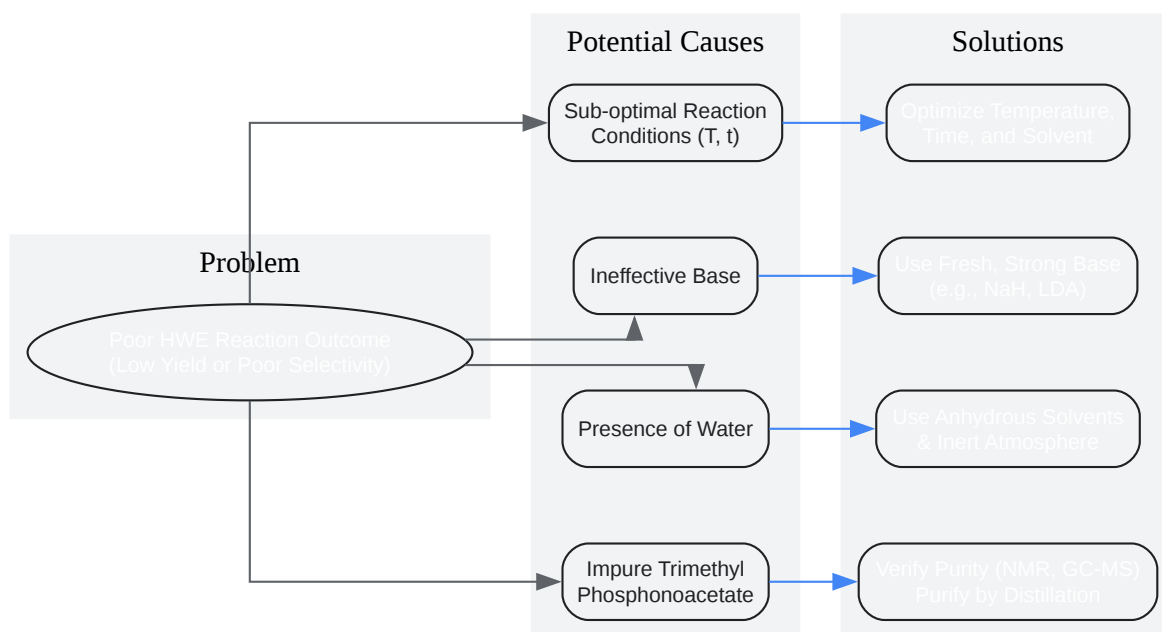 Potential Causes
Solutions
Sub-optimal Reaction
Conditions (T, t)
Optimize Temperature,
Time, and Solvent
Problem
Ineffective Base
Use Fresh, Strong Base
(e.g., NaH, LDA)
Poor HWE Reaction Outcome
(Low Yield or Poor Selectivity)
Presence of Water
Use Anhydrous Solvents
& Inert Atmosphere
Impure Trimethyl
Phosphonoacetate
Verify Purity (NMR, GC-MS)
Purify by Distillation